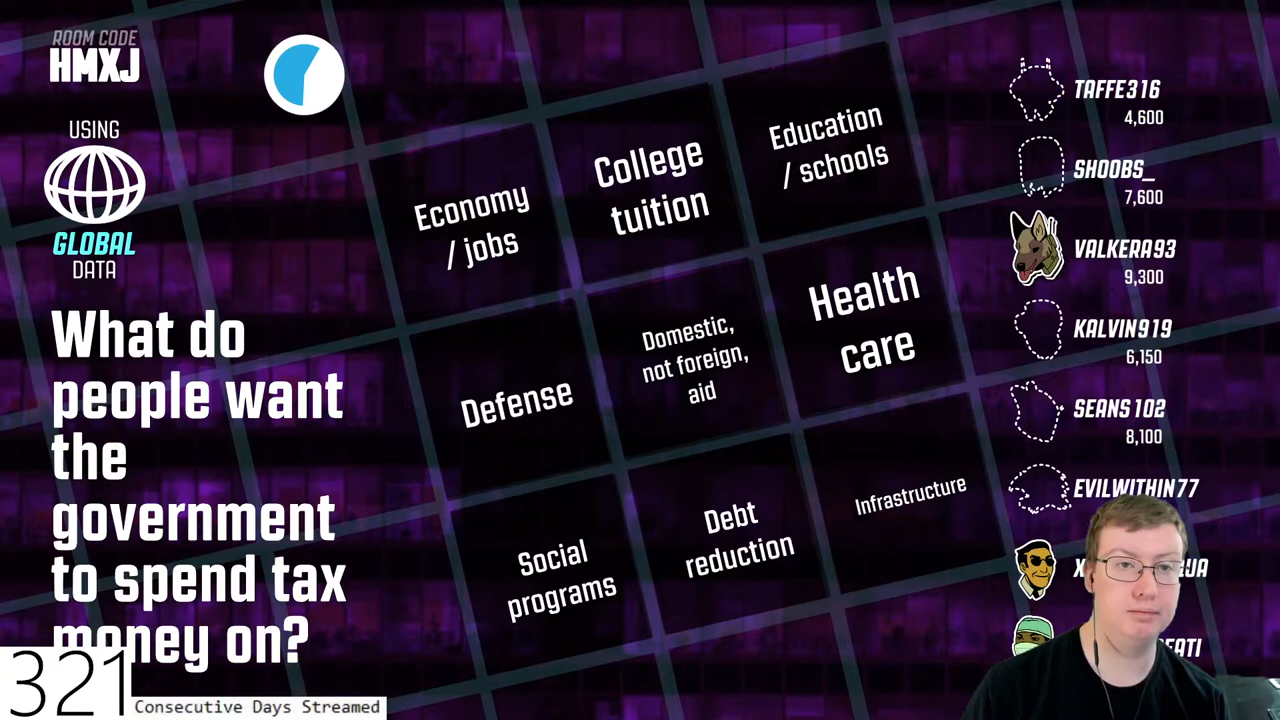 ROOM CODE
HMXJ
USING
GLOBAL
DATA
What do
people want
the
government
to spend tax
money on?
321
Consecutive Days Streamed
Economy
/ jobs
College
tuition
Education
/ schools
Defense
Domestic,
not foreign,
aid
Health
care
Social
programs
Debt
reduction
Infrastructure
TAFFE316
4,600
SHOOBS_
7,600
VALKERA93
9,300
KALVIN919
6,150
SEANS102
8,100
EVILWITHIN77